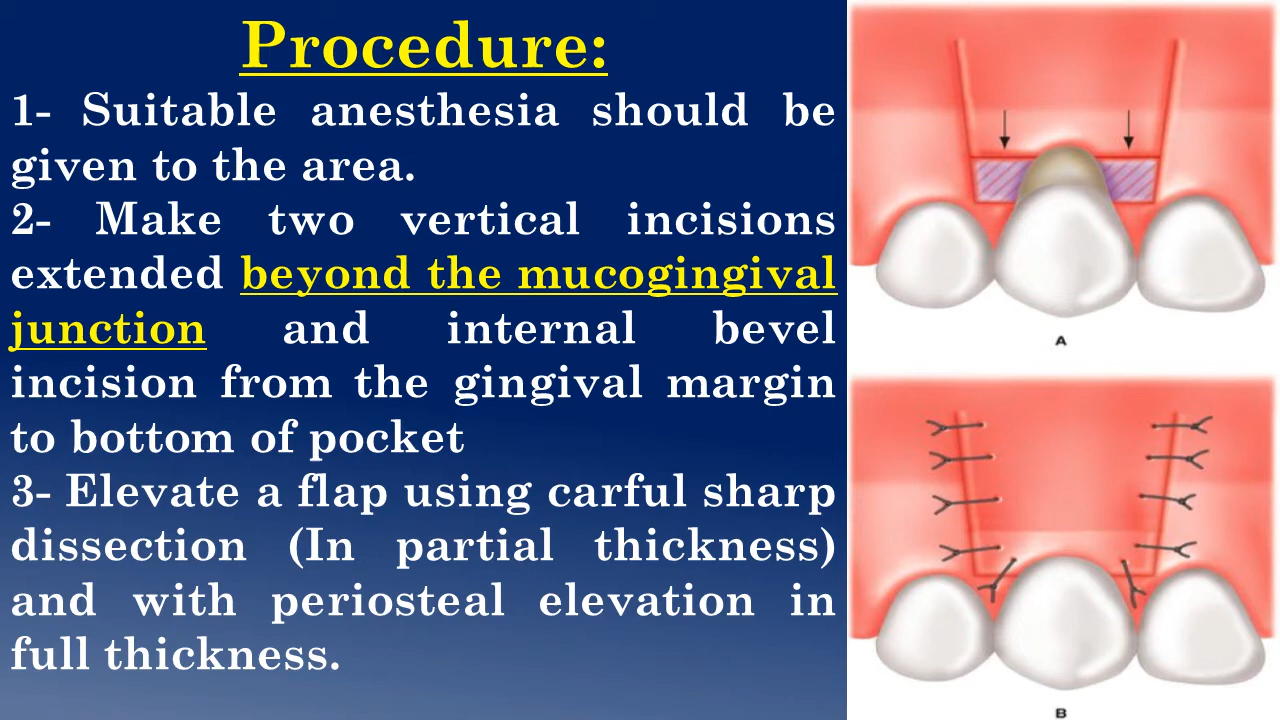 Procedure:
1- Suitable anesthesia should be
given to the area.
2- Make two vertical incisions
extended beyond the mucogingival
junction and internal bevel
incision from the gingival margin
to bottom of pocket
3- Elevate a flap using carful sharp
dissection (In partial thickness)
and with periosteal elevation in
full thickness.
A
B